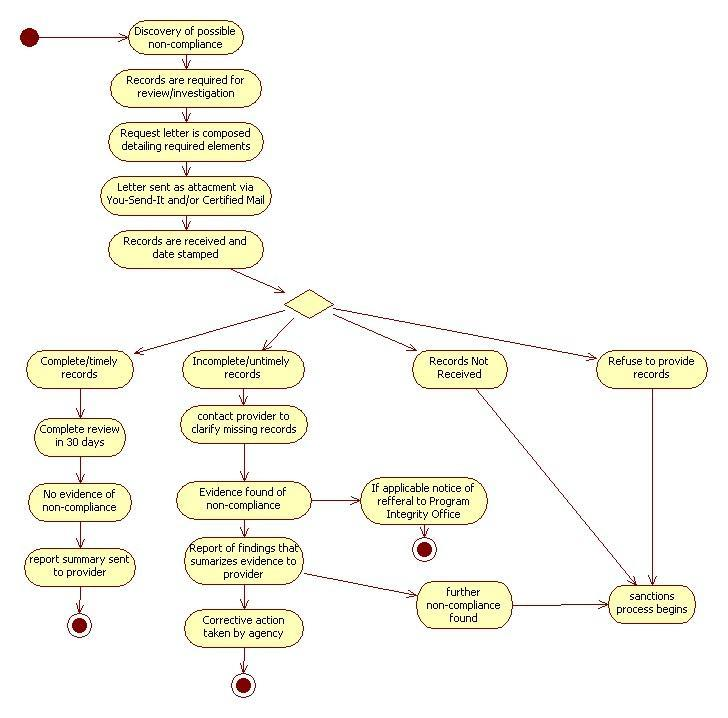 Discovery of possible
non-compliance
Records are required for
review/investigation
Request letter is composed
detailing required elements
Letter sent as attacment via
You-Send-It and/or Certified Mail
Records are received and
date stamped
Complete/timely
records
Incomplete/untimely
records
Records Not
Received
Refuse to provide
records
Complete review
in 30 days
contact provider to
clarify missing records
No evidence of
non-compliance
Evidence found of
non-compliance
If applicable notice of
refferal to Program
Integrity Office
report summary sent
to provider
Report of findings that
sumarizes evidence to
provider
further
non-compliance
found
sanctions
process begins
Corrective action
taken by agency